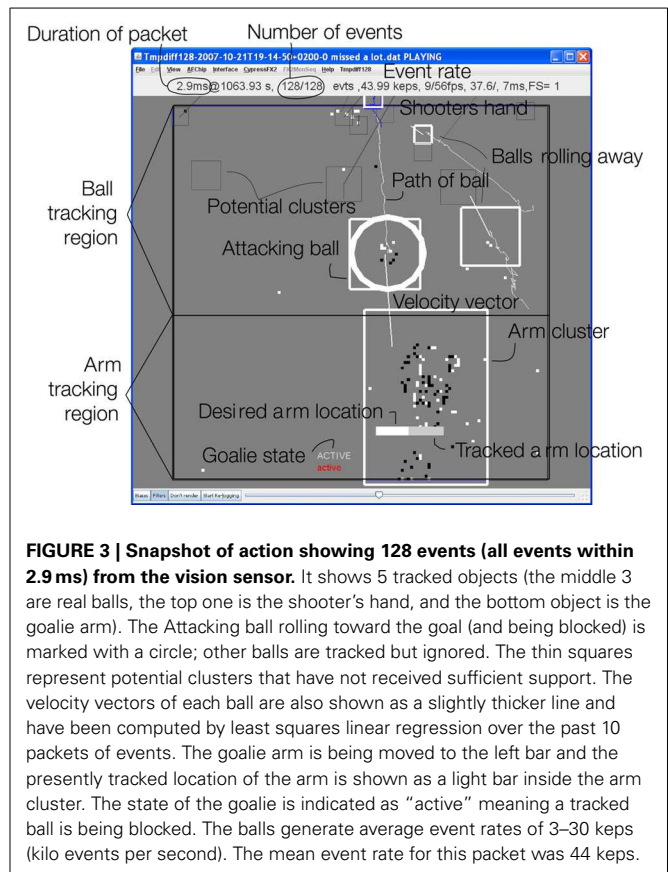 Duration of packet
Number of events
Tmpdiff128-2007-10-21T19-14-50+0200-0 missed a lot.dat PLAYING
File Edit View AEChip Interface CypressFX2 Help Tmpdiff128
Event rate
2.9ms@1063.93 s, 128/128 evts ,43.99 keps, 9/56fps, 37.6/, 7ms,FS= 1
Shooters hand
Balls rolling away
Ball
tracking
region
Potential clusters
Path of ball
Attacking ball
Velocity vector
Arm cluster
Arm
tracking
region
Desired arm location
Goalie state
ACTIVE
active
Tracked arm location
Biases Filters Don't render Start Re-logging
FIGURE 3 | Snapshot of action showing 128 events (all events within
2.9 ms) from the vision sensor. It shows 5 tracked objects (the middle 3
are real balls, the top one is the shooter's hand, and the bottom object is the
goalie arm). The Attacking ball rolling toward the goal (and being blocked) is
marked with a circle; other balls are tracked but ignored. The thin squares
represent potential clusters that have not received sufficient support. The
velocity vectors of each ball are also shown as a slightly thicker line and
have been computed by least squares linear regression over the past 10
packets of events. The goalie arm is being moved to the left bar and the
presently tracked location of the arm is shown as a light bar inside the arm
cluster. The state of the goalie is indicated as "active" meaning a tracked
ball is being blocked. The balls generate average event rates of 3–30 keps
(kilo events per second). The mean event rate for this packet was 44 keps.